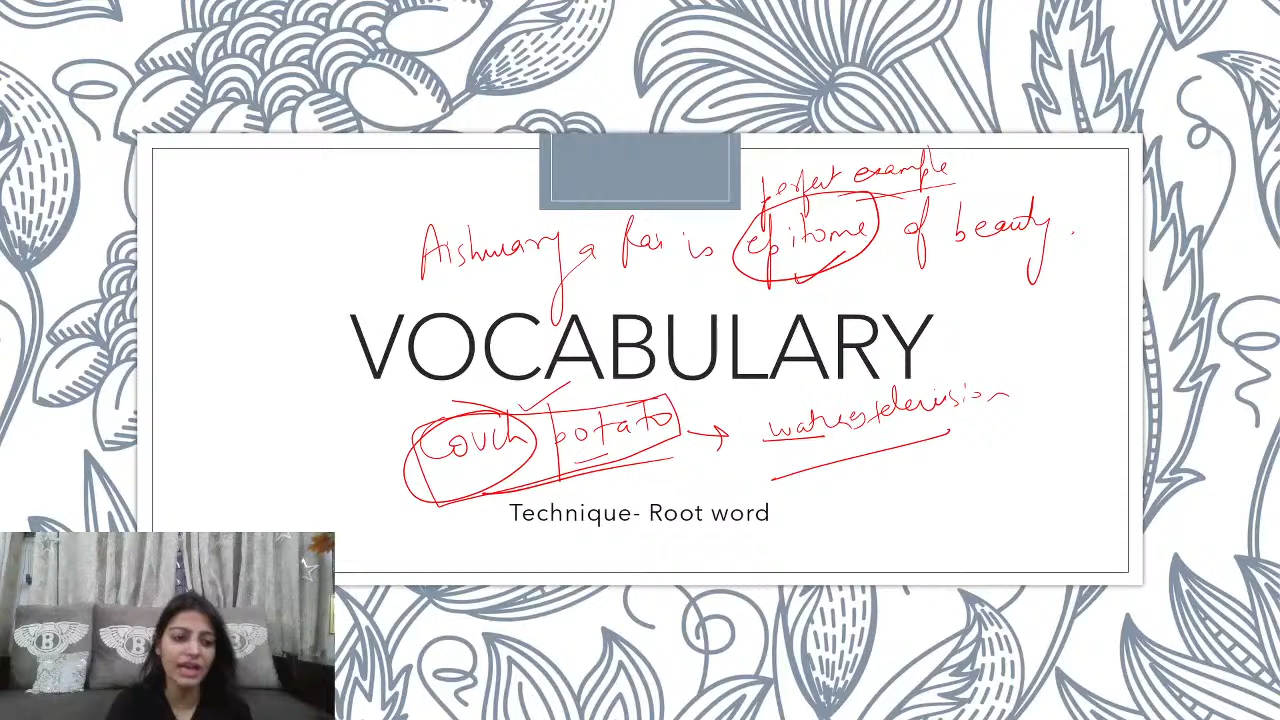 perfect example
Aishwarya Rai is epitome of beauty.
VOCABULARY
couch potato → watches television
Technique- Root word
B B